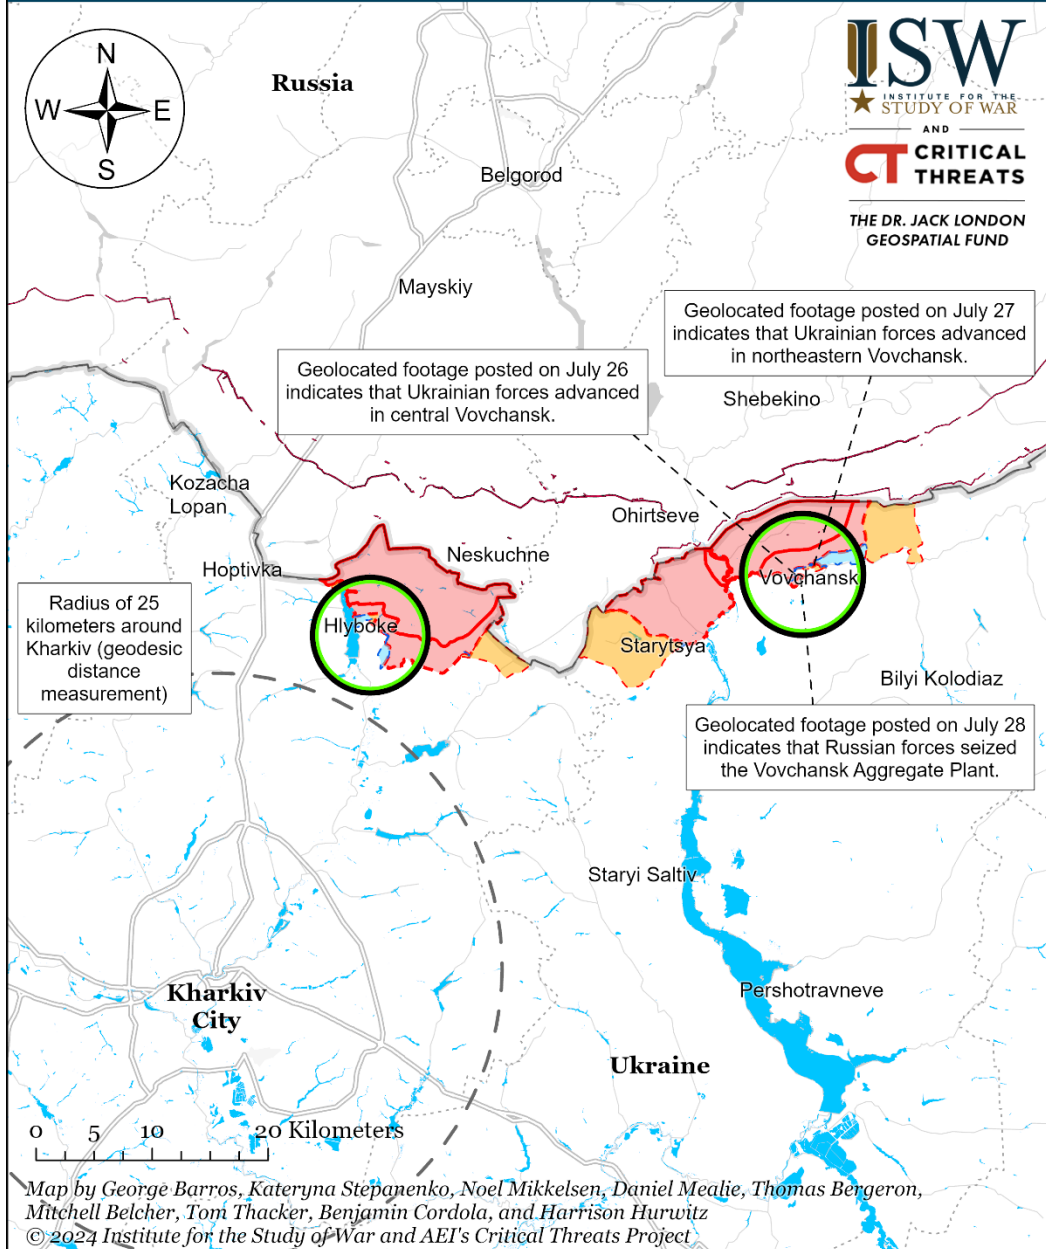 N
W
E
S
Russia
ISW
INSTITUTE FOR THE
STUDY OF WAR
AND
CT CRITICAL
THREATS
THE DR. JACK LONDON
GEOSPATIAL FUND
Belgorod
Mayskiy
Geolocated footage posted on July 27
indicates that Ukrainian forces advanced
in northeastern Vovchansk.
Geolocated footage posted on July 26
indicates that Ukrainian forces advanced
in central Vovchansk.
Shebekino
Kozacha
Lopan
Ohirtseve
Neskuchne
Hoptivka
Vovchansk
Radius of 25
kilometers around
Kharkiv (geodesic
distance
measurement)
Hlyboke
Starytsya
Bilyi Kolodiaz
Geolocated footage posted on July 28
indicates that Russian forces seized
the Vovchansk Aggregate Plant.
Staryi Saltiv
Kharkiv
City
Pershotravneve
Ukraine
0 5 10 20 Kilometers
Map by George Barros, Kateryna Stepanenko, Noel Mikkelsen, Daniel Mealie, Thomas Bergeron,
Mitchell Belcher, Tom Thacker, Benjamin Cordola, and Harrison Hurwitz
© 2024 Institute for the Study of War and AEI's Critical Threats Project